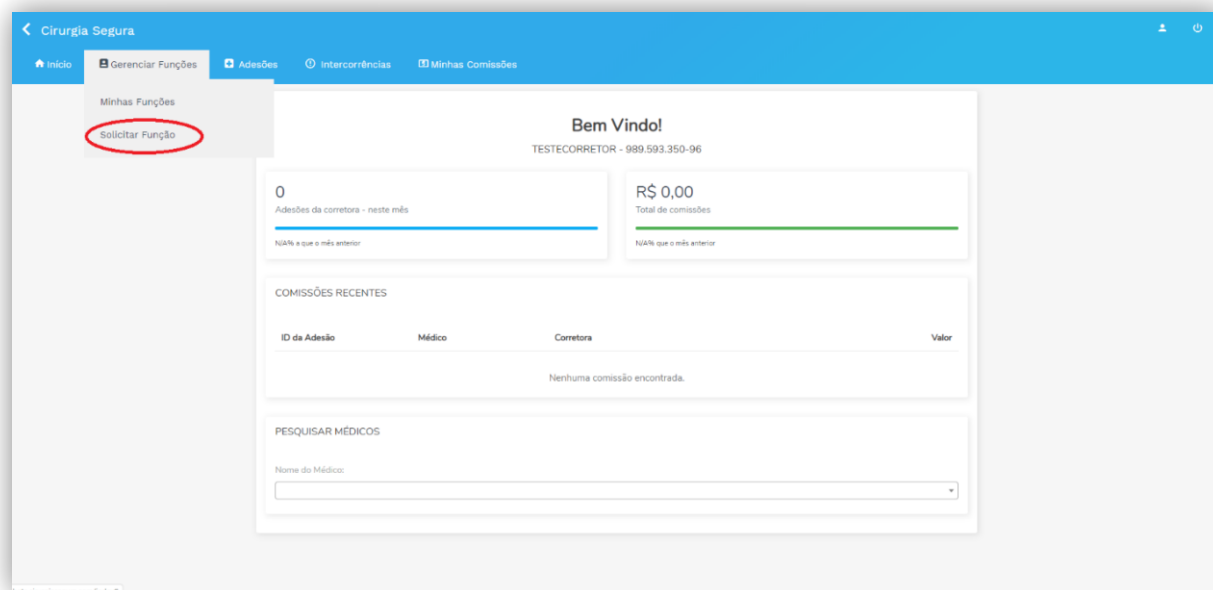 Cirurgia Segura
Início Gerenciar Funções Adesões Intercorrências Minhas Comissões
Minhas Funções
Solicitar Função
Bem Vindo!
TESTECORRETOR - 989.593.350-96
0
Adesões da corretora - neste mês
N/A% a que o mês anterior
R$ 0,00
Total de comissões
N/A% que o mês anterior
COMISSÕES RECENTES
ID da Adesão Médico Corretora Valor
Nenhuma comissão encontrada.
PESQUISAR MÉDICOS
Nome do Médico: